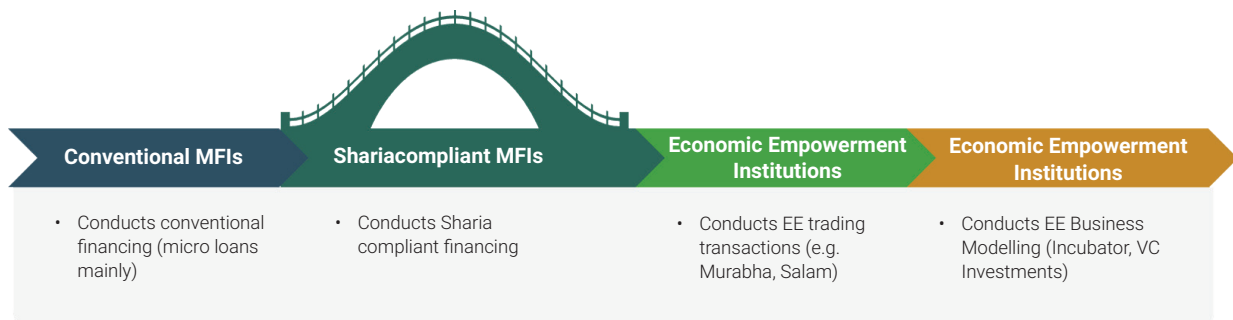 Conventional MFIs
Shariacompliant MFIs
Economic Empowerment
Institutions
Economic Empowerment
Institutions
• Conducts conventional
financing (micro loans
mainly)
• Conducts Sharia
compliant financing
• Conducts EE trading
transactions (e.g.
Murabha, Salam)
• Conducts EE Business
Modelling (Incubator, VC
Investments)